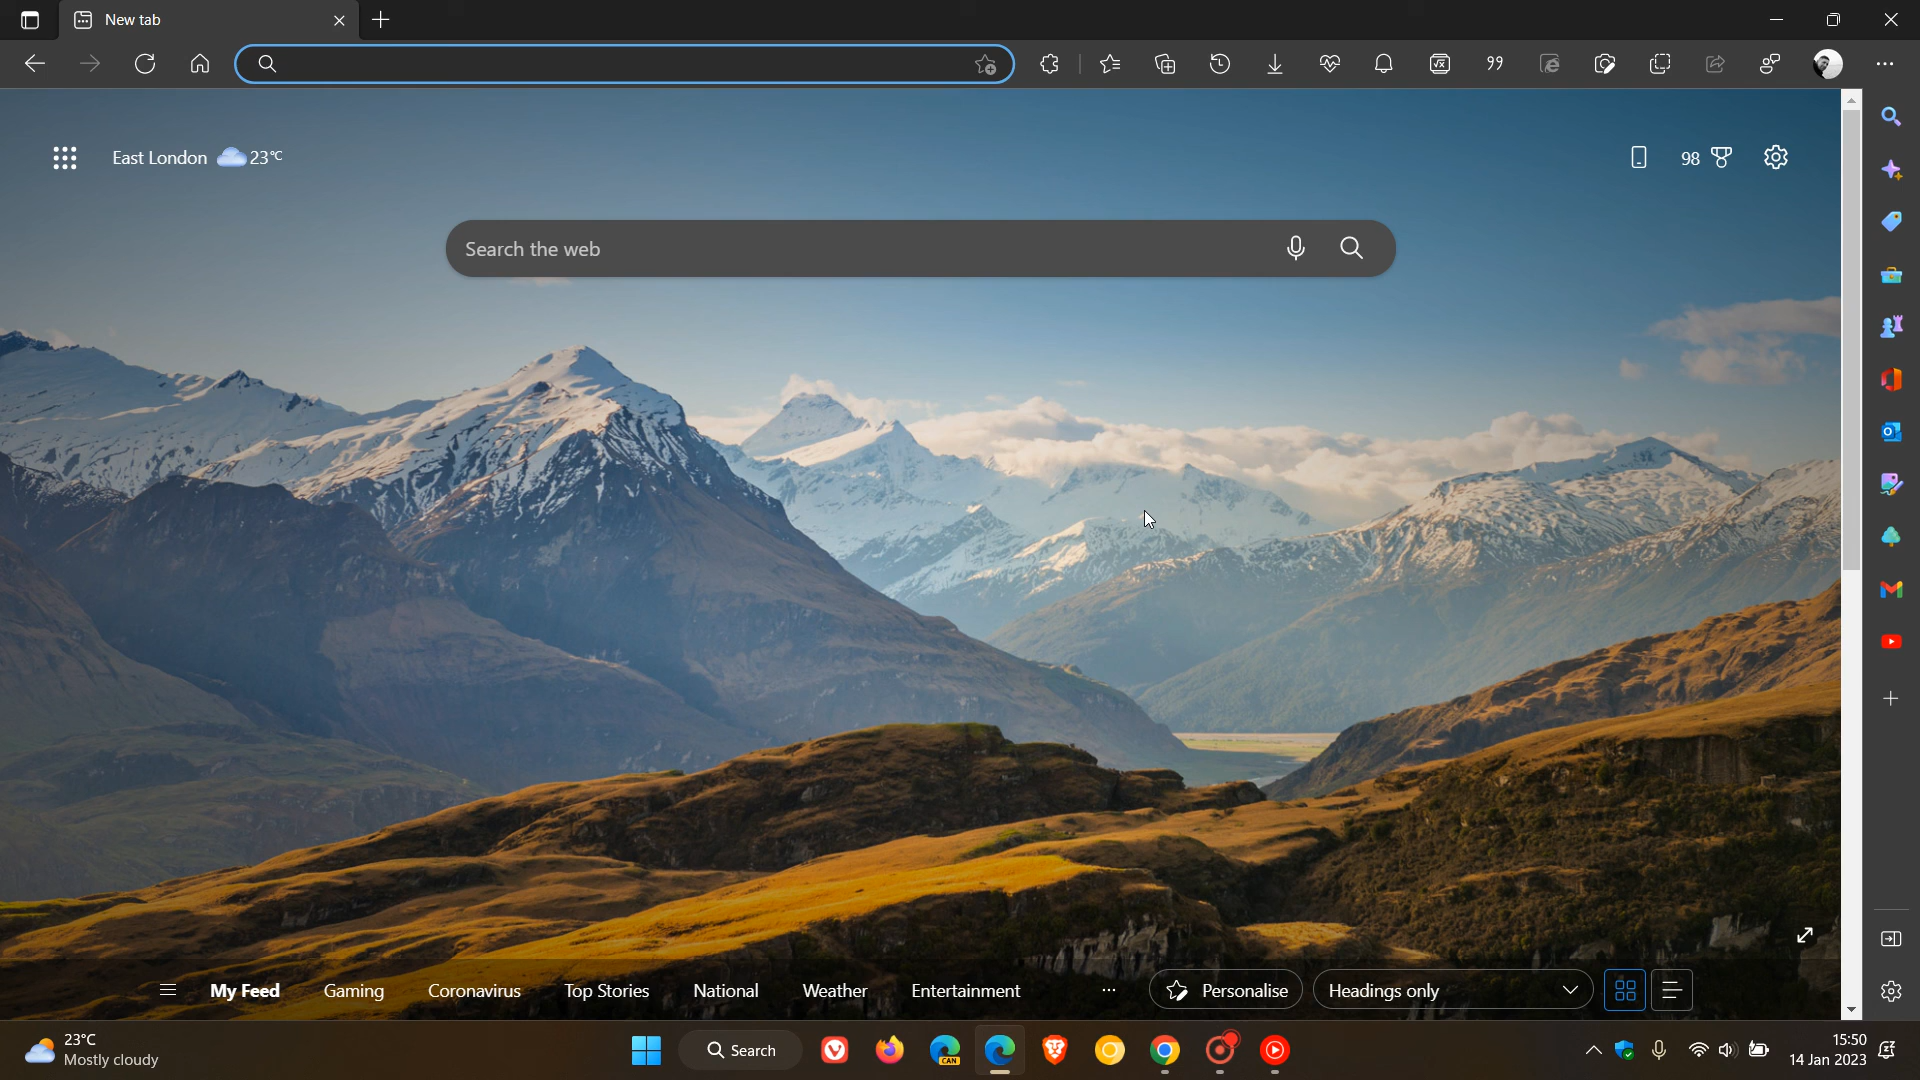 New tab
East London 23°C
98
Search the web
My Feed Gaming Coronavirus Top Stories National Weather Entertainment ... Personalise Headings only
23°C
Mostly cloudy
Search
CAN
15:50
14 Jan 2023